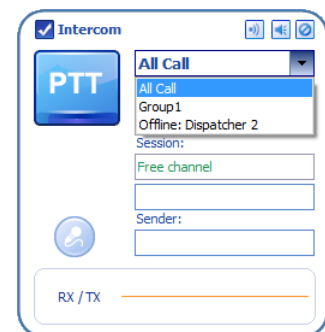 Intercom
PTT
All Call
All Call
Group1
Offline: Dispatcher 2
Session:
Free channel
Sender:
RX / TX